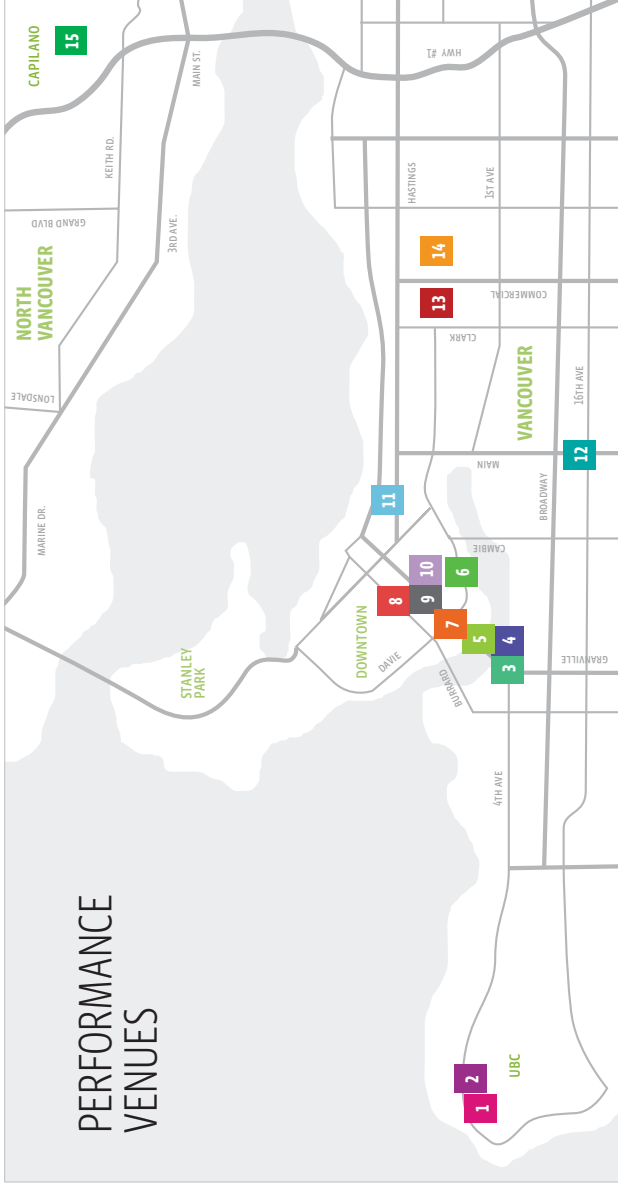 PERFORMANCE
VENUES
CAPILANO
15
KEITH RD.
MAIN ST.
GRAND BLVD
3RD AVE.
NORTH
VANCOUVER
LONSDALE
MARINE DR.
STANLEY
PARK
HWY #1
HASTINGS
1ST AVE
14
13
COMMERCIAL
CLARK
VANCOUVER
16TH AVE
12
MAIN
BROADWAY
11
CAMBIE
10
6
8
9
DOWNTOWN
DAVIE
7
5
4
3
GRANVILLE
BURRARD
4TH AVE
UBC
2
1